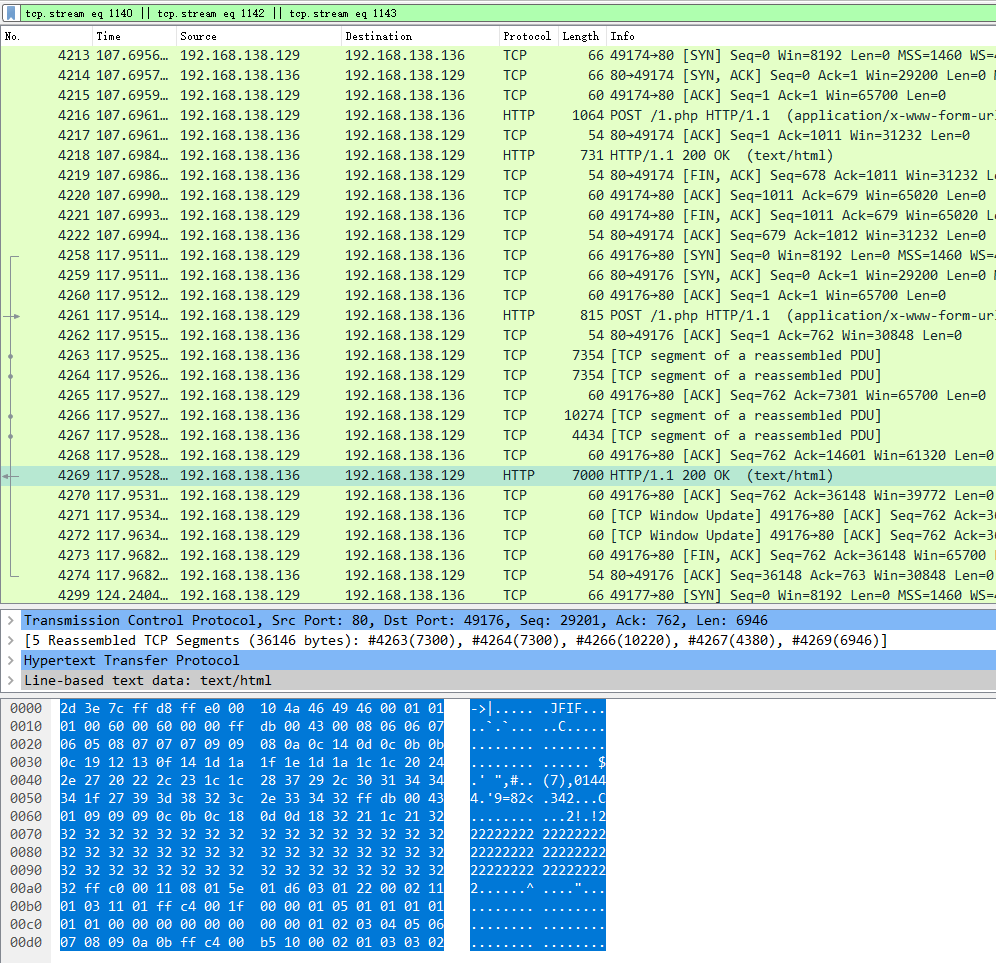 tcp.stream eq 1140 || tcp.stream eq 1142 || tcp.stream eq 1143
No. Time Source Destination Protocol Length Info
4213 107.6956… 192.168.138.129 192.168.138.136 TCP 66 49174→80 [SYN] Seq=0 Win=8192 Len=0 MSS=1460 WS=
4214 107.6957… 192.168.138.136 192.168.138.129 TCP 66 80→49174 [SYN, ACK] Seq=0 Ack=1 Win=29200 Len=0
4215 107.6959… 192.168.138.129 192.168.138.136 TCP 60 49174→80 [ACK] Seq=1 Ack=1 Win=65700 Len=0
4216 107.6961… 192.168.138.129 192.168.138.136 HTTP 1064 POST /1.php HTTP/1.1 (application/x-www-form-url
4217 107.6961… 192.168.138.136 192.168.138.129 TCP 54 80→49174 [ACK] Seq=1 Ack=1011 Win=31232 Len=0
4218 107.6984… 192.168.138.136 192.168.138.129 HTTP 731 HTTP/1.1 200 OK (text/html)
4219 107.6986… 192.168.138.136 192.168.138.129 TCP 54 80→49174 [FIN, ACK] Seq=678 Ack=1011 Win=31232 Le
4220 107.6990… 192.168.138.129 192.168.138.136 TCP 60 49174→80 [ACK] Seq=1011 Ack=679 Win=65020 Len=0
4221 107.6993… 192.168.138.129 192.168.138.136 TCP 60 49174→80 [FIN, ACK] Seq=1011 Ack=679 Win=65020 L
4222 107.6994… 192.168.138.136 192.168.138.129 TCP 54 80→49174 [ACK] Seq=679 Ack=1012 Win=31232 Len=0
4258 117.9511… 192.168.138.129 192.168.138.136 TCP 66 49176→80 [SYN] Seq=0 Win=8192 Len=0 MSS=1460 WS=
4259 117.9511… 192.168.138.136 192.168.138.129 TCP 66 80→49176 [SYN, ACK] Seq=0 Ack=1 Win=29200 Len=0
4260 117.9512… 192.168.138.129 192.168.138.136 TCP 60 49176→80 [ACK] Seq=1 Ack=1 Win=65700 Len=0
4261 117.9514… 192.168.138.129 192.168.138.136 HTTP 815 POST /1.php HTTP/1.1 (application/x-www-form-url
4262 117.9515… 192.168.138.136 192.168.138.129 TCP 54 80→49176 [ACK] Seq=1 Ack=762 Win=30848 Len=0
4263 117.9525… 192.168.138.136 192.168.138.129 TCP 7354 [TCP segment of a reassembled PDU]
4264 117.9526… 192.168.138.136 192.168.138.129 TCP 7354 [TCP segment of a reassembled PDU]
4265 117.9527… 192.168.138.129 192.168.138.136 TCP 60 49176→80 [ACK] Seq=762 Ack=7301 Win=65700 Len=0
4266 117.9527… 192.168.138.136 192.168.138.129 TCP 10274 [TCP segment of a reassembled PDU]
4267 117.9528… 192.168.138.136 192.168.138.129 TCP 4434 [TCP segment of a reassembled PDU]
4268 117.9528… 192.168.138.129 192.168.138.136 TCP 60 49176→80 [ACK] Seq=762 Ack=14601 Win=61320 Len=0
4269 117.9528… 192.168.138.136 192.168.138.129 HTTP 7000 HTTP/1.1 200 OK (text/html)
4270 117.9531… 192.168.138.129 192.168.138.136 TCP 60 49176→80 [ACK] Seq=762 Ack=36148 Win=39772 Len=0
4271 117.9534… 192.168.138.129 192.168.138.136 TCP 60 [TCP Window Update] 49176→80 [ACK] Seq=762 Ack=36
4272 117.9634… 192.168.138.129 192.168.138.136 TCP 60 [TCP Window Update] 49176→80 [ACK] Seq=762 Ack=36
4273 117.9682… 192.168.138.129 192.168.138.136 TCP 60 49176→80 [FIN, ACK] Seq=762 Ack=36148 Win=65700
4274 117.9682… 192.168.138.136 192.168.138.129 TCP 54 80→49176 [ACK] Seq=36148 Ack=763 Win=30848 Len=0
4299 124.2404… 192.168.138.129 192.168.138.136 TCP 66 49177→80 [SYN] Seq=0 Win=8192 Len=0 MSS=1460 WS=
Transmission Control Protocol, Src Port: 80, Dst Port: 49176, Seq: 29201, Ack: 762, Len: 6946
[5 Reassembled TCP Segments (36146 bytes): #4263(7300), #4264(7300), #4266(10220), #4267(4380), #4269(6946)]
Hypertext Transfer Protocol
Line-based text data: text/html
0000 2d 3e 7c ff d8 ff e0 00 10 4a 46 49 46 00 01 01 ->|..... .JFIF...
0010 01 00 60 00 60 00 00 ff db 00 43 00 08 06 06 07 ..`.`... ..C.....
0020 06 05 08 07 07 07 09 09 08 0a 0c 14 0d 0c 0b 0b ........ ........
0030 0c 19 12 13 0f 14 1d 1a 1f 1e 1d 1a 1c 1c 20 24 ........ ...... $
0040 2e 27 20 22 2c 23 1c 1c 28 37 29 2c 30 31 34 34 .' ",#.. (7),0144
0050 34 1f 27 39 3d 38 32 3c 2e 33 34 32 ff db 00 43 4.'9=82< .342...C
0060 01 09 09 09 0c 0b 0c 18 0d 0d 18 32 21 1c 21 32 ........ ...2!.!2
0070 32 32 32 32 32 32 32 32 32 32 32 32 32 32 32 32 22222222 22222222
0080 32 32 32 32 32 32 32 32 32 32 32 32 32 32 32 32 22222222 22222222
0090 32 32 32 32 32 32 32 32 32 32 32 32 32 32 32 32 22222222 22222222
00a0 32 ff c0 00 11 08 01 5e 01 d6 03 01 22 00 02 11 2......^ ...."...
00b0 01 03 11 01 ff c4 00 1f 00 00 01 05 01 01 01 01 ........ ........
00c0 01 01 00 00 00 00 00 00 00 00 01 02 03 04 05 06 ........ ........
00d0 07 08 09 0a 0b ff c4 00 b5 10 00 02 01 03 03 02 ........ ........